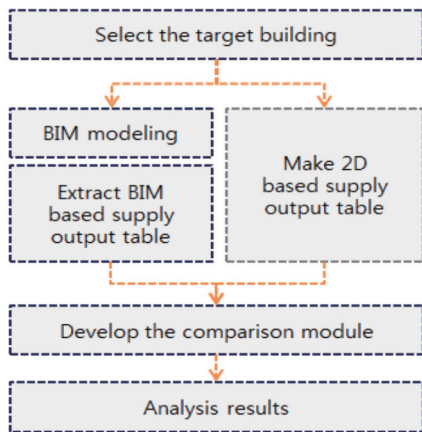 Select the target building
BIM modeling
Extract BIM
based supply
output table
Make 2D
based supply
output table
Develop the comparison module
Analysis results